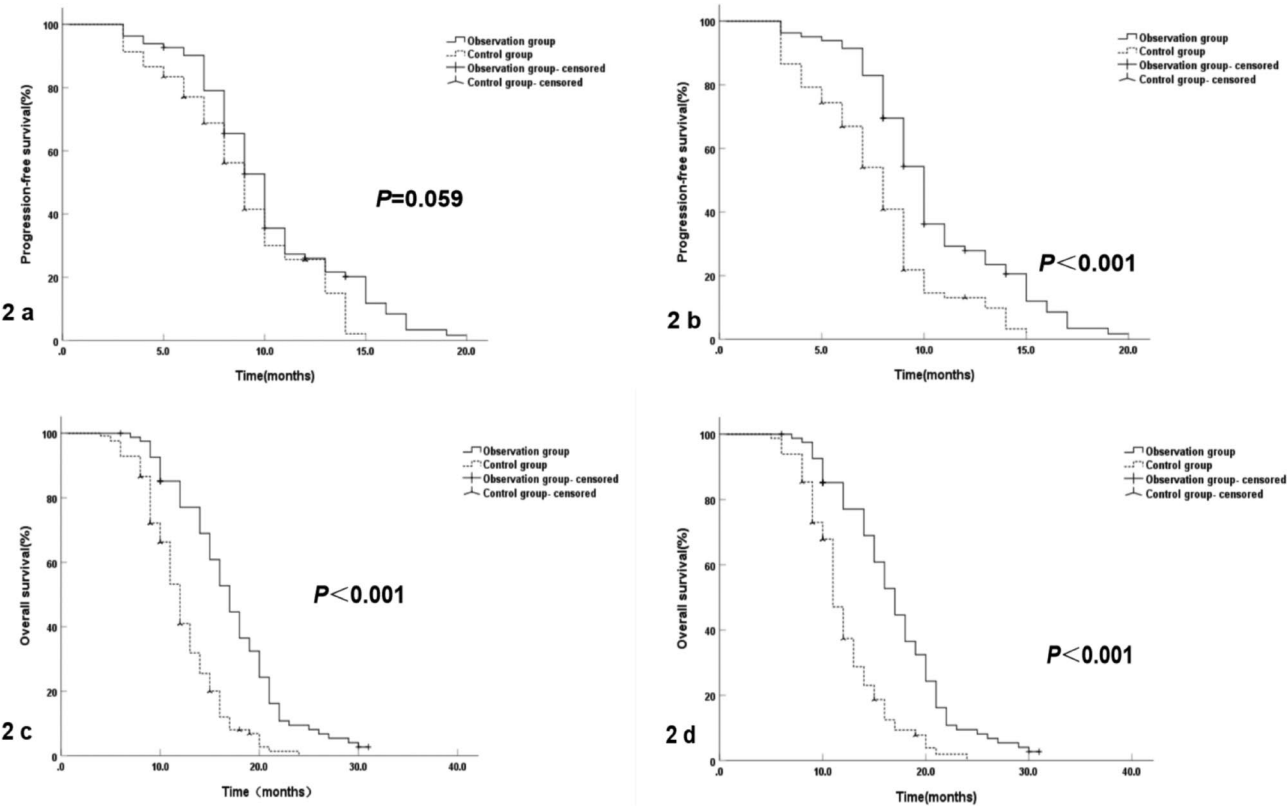 2 a
Progression-free survival(%)
100
80
60
40
20
0
.0 5.0 10.0 15.0 20.0
Time(months)
Observation group
Control group
Observation group- censored
Control group- censored
P=0.059
2 b
Progression-free survival(%)
100
80
60
40
20
0
.0 5.0 10.0 15.0 20.0
Time(months)
Observation group
Control group
Observation group- censored
Control group- censored
P<0.001
2 c
Overall survival(%)
100
80
60
40
20
0
.0 10.0 20.0 30.0 40.0
Time（months）
Observation group
Control group
Observation group- censored
Control group- censored
P<0.001
2 d
Overall survival(%)
100
80
60
40
20
0
.0 10.0 20.0 30.0 40.0
Time(months)
Observation group
Control group
Observation group- censored
Control group- censored
P<0.001